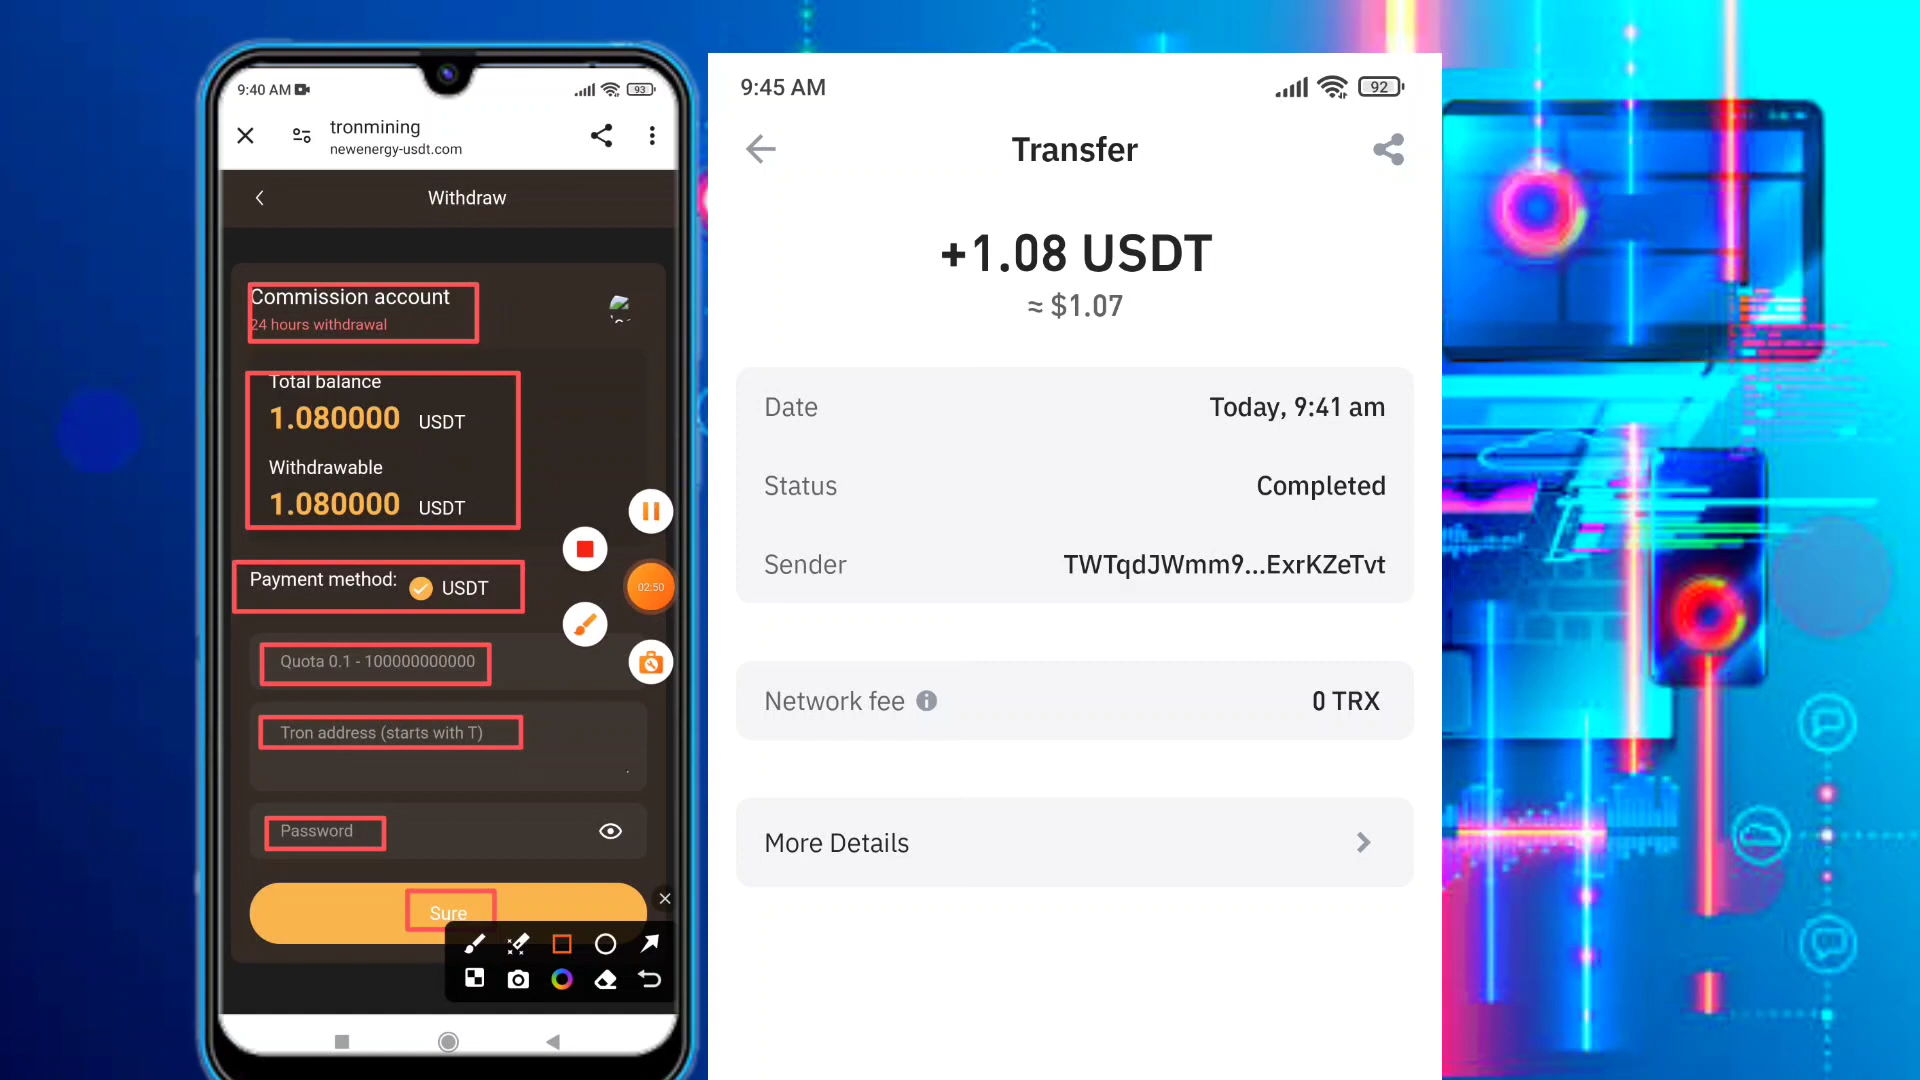 9:40 AM
93
tronmining
newenergy-usdt.com
Withdraw
Commission account
24 hours withdrawal
Total balance
1.080000 USDT
Withdrawable
1.080000 USDT
Payment method: USDT
02:50
Quota 0.1 - 100000000000
Tron address (starts with T)
Password
Sure
9:45 AM
92
Transfer
+1.08 USDT
≈ $1.07
Date Today, 9:41 am
Status Completed
Sender TWTqdJWmm9...ExrKZeTvt
Network fee 0 TRX
More Details